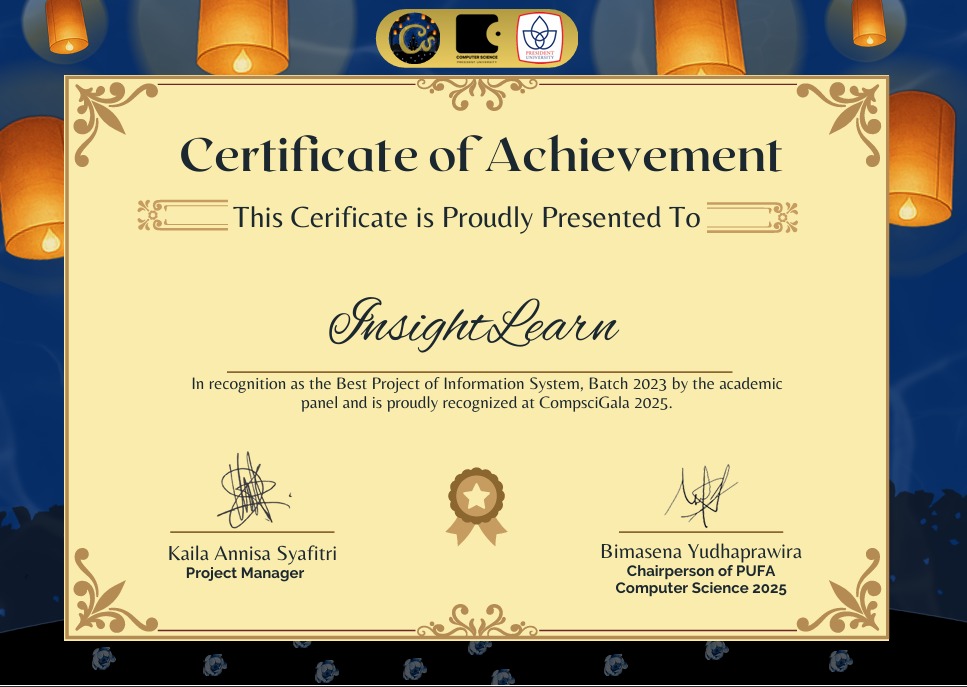 COMPUTER SCIENCE
PRESIDENT UNIVERSITY
PRESIDENT
UNIVERSITY
Certificate of Achievement
This Cerificate is Proudly Presented To
InsightLearn
In recognition as the Best Project of Information System, Batch 2023 by the academic
panel and is proudly recognized at CompsciGala 2025.
Kaila Annisa Syafitri
Project Manager
Bimasena Yudhaprawira
Chairperson of PUFA
Computer Science 2025